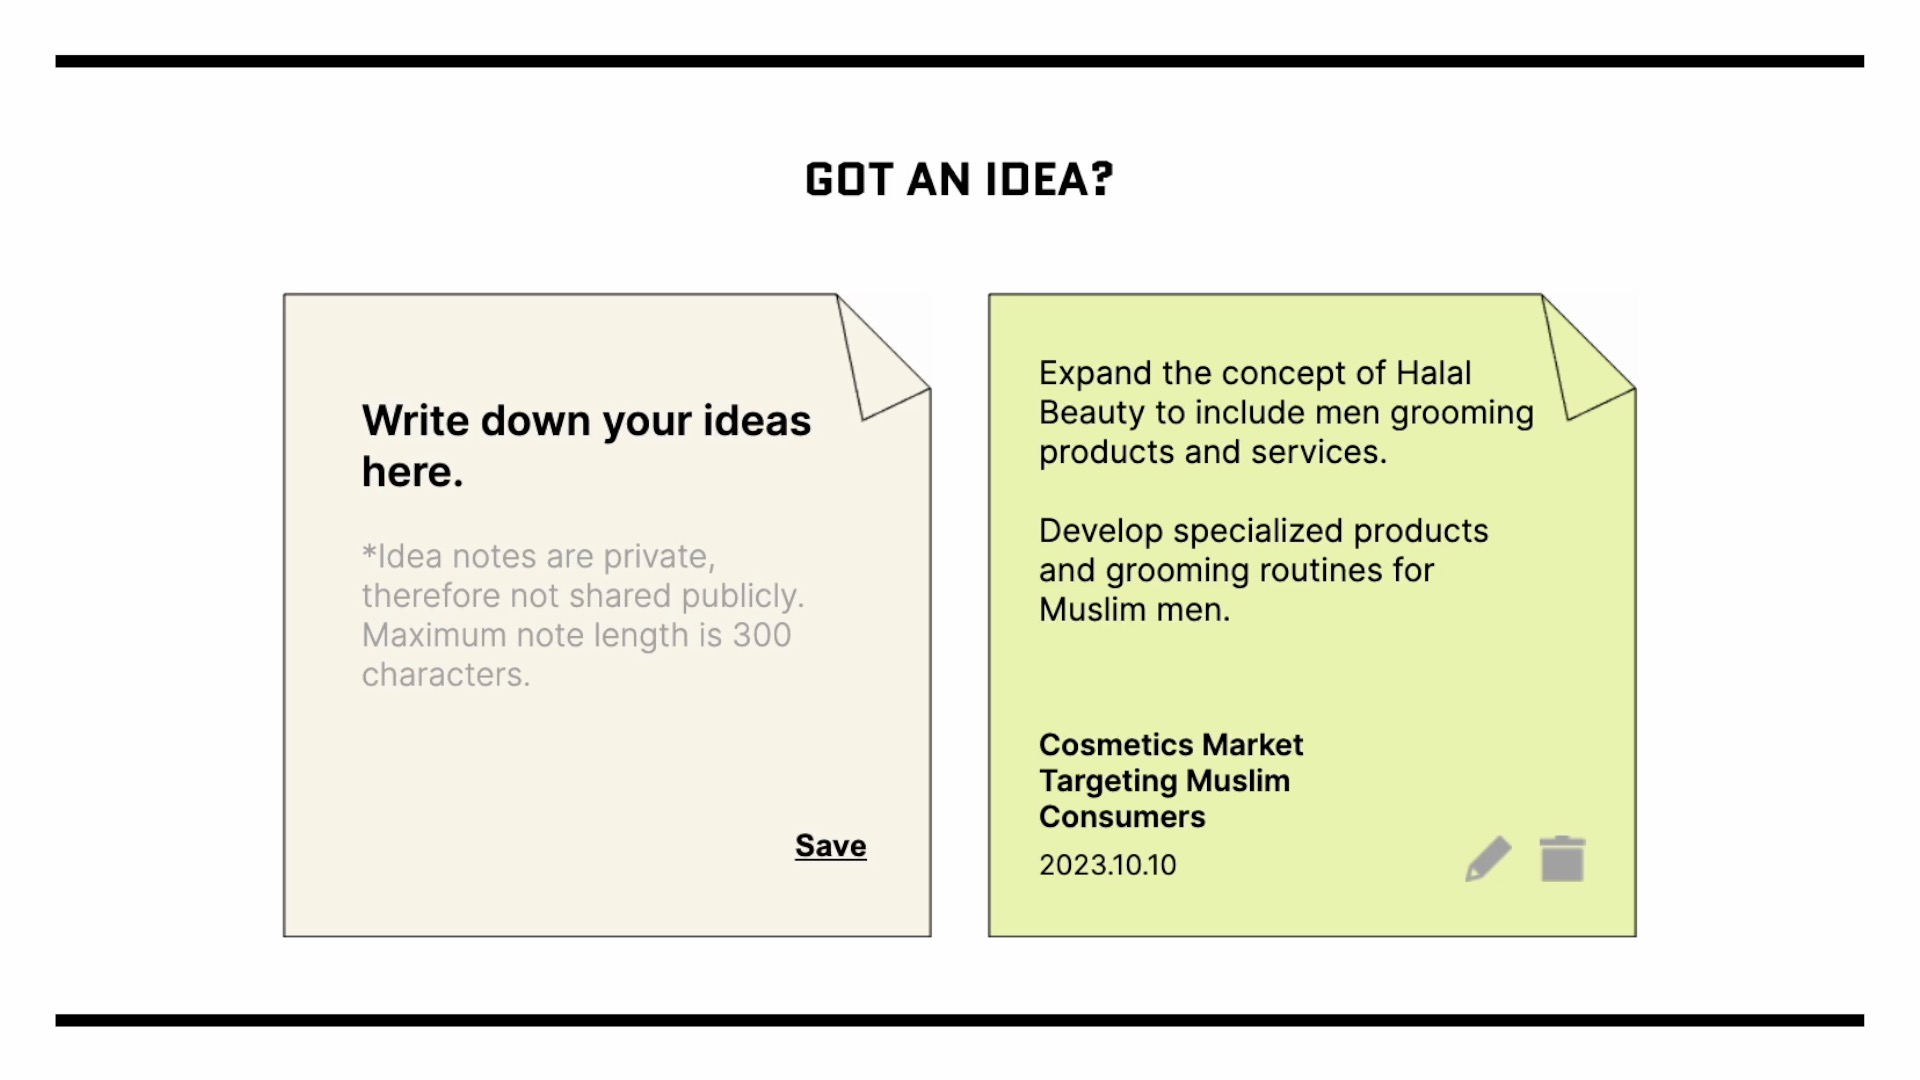 GOT AN IDEA?
Write down your ideas
here.
*Idea notes are private,
therefore not shared publicly.
Maximum note length is 300
characters.
Save
Expand the concept of Halal
Beauty to include men grooming
products and services.
Develop specialized products
and grooming routines for
Muslim men.
Cosmetics Market
Targeting Muslim
Consumers
2023.10.10